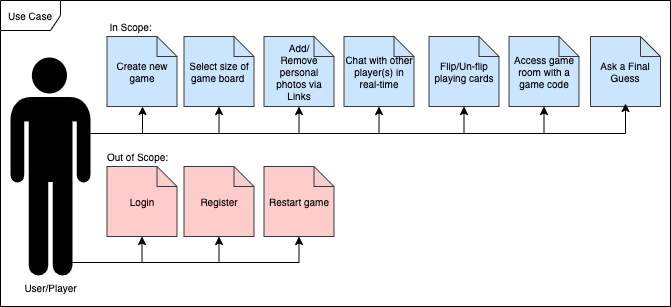 Use Case
In Scope:
Create new
game
Select size of
game board
Add/
Remove
personal
photos via
Links
Chat with other
player(s) in
real-time
Flip/Un-flip
playing cards
Access game
room with a
game code
Ask a Final
Guess
Out of Scope:
Login
Register
Restart game
User/Player